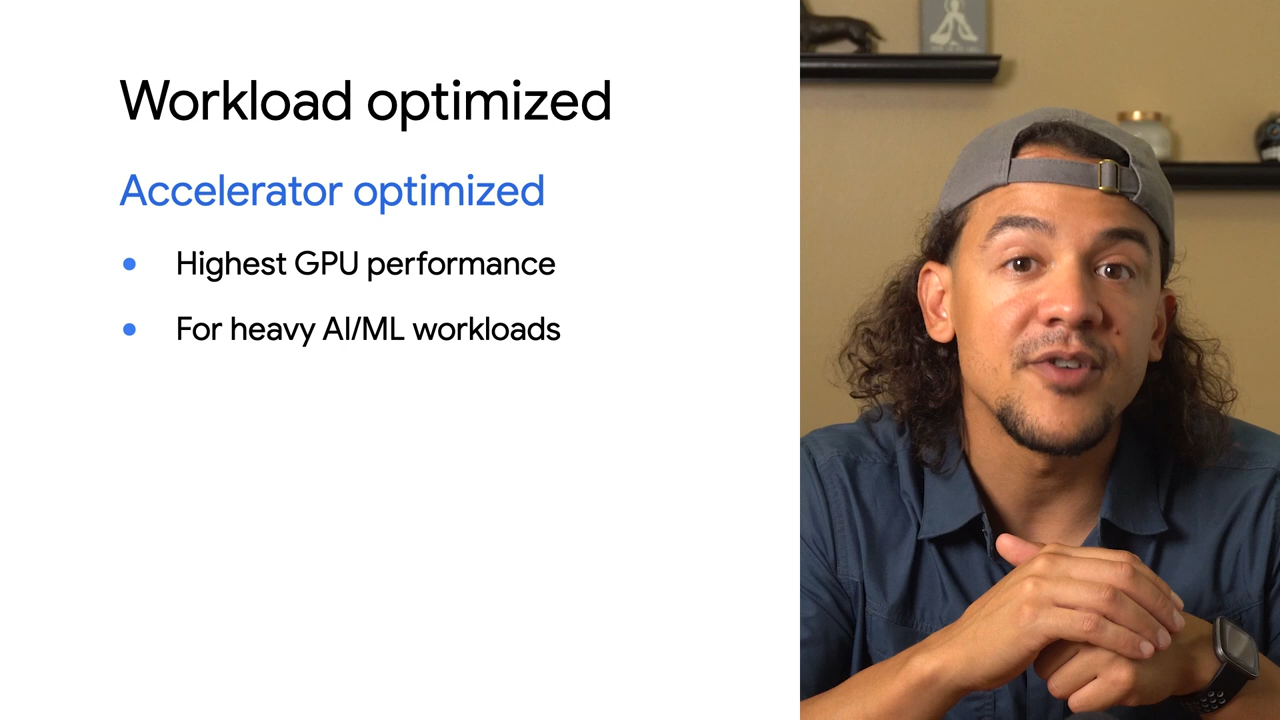 Workload optimized
Accelerator optimized
Highest GPU performance
For heavy AI/ML workloads